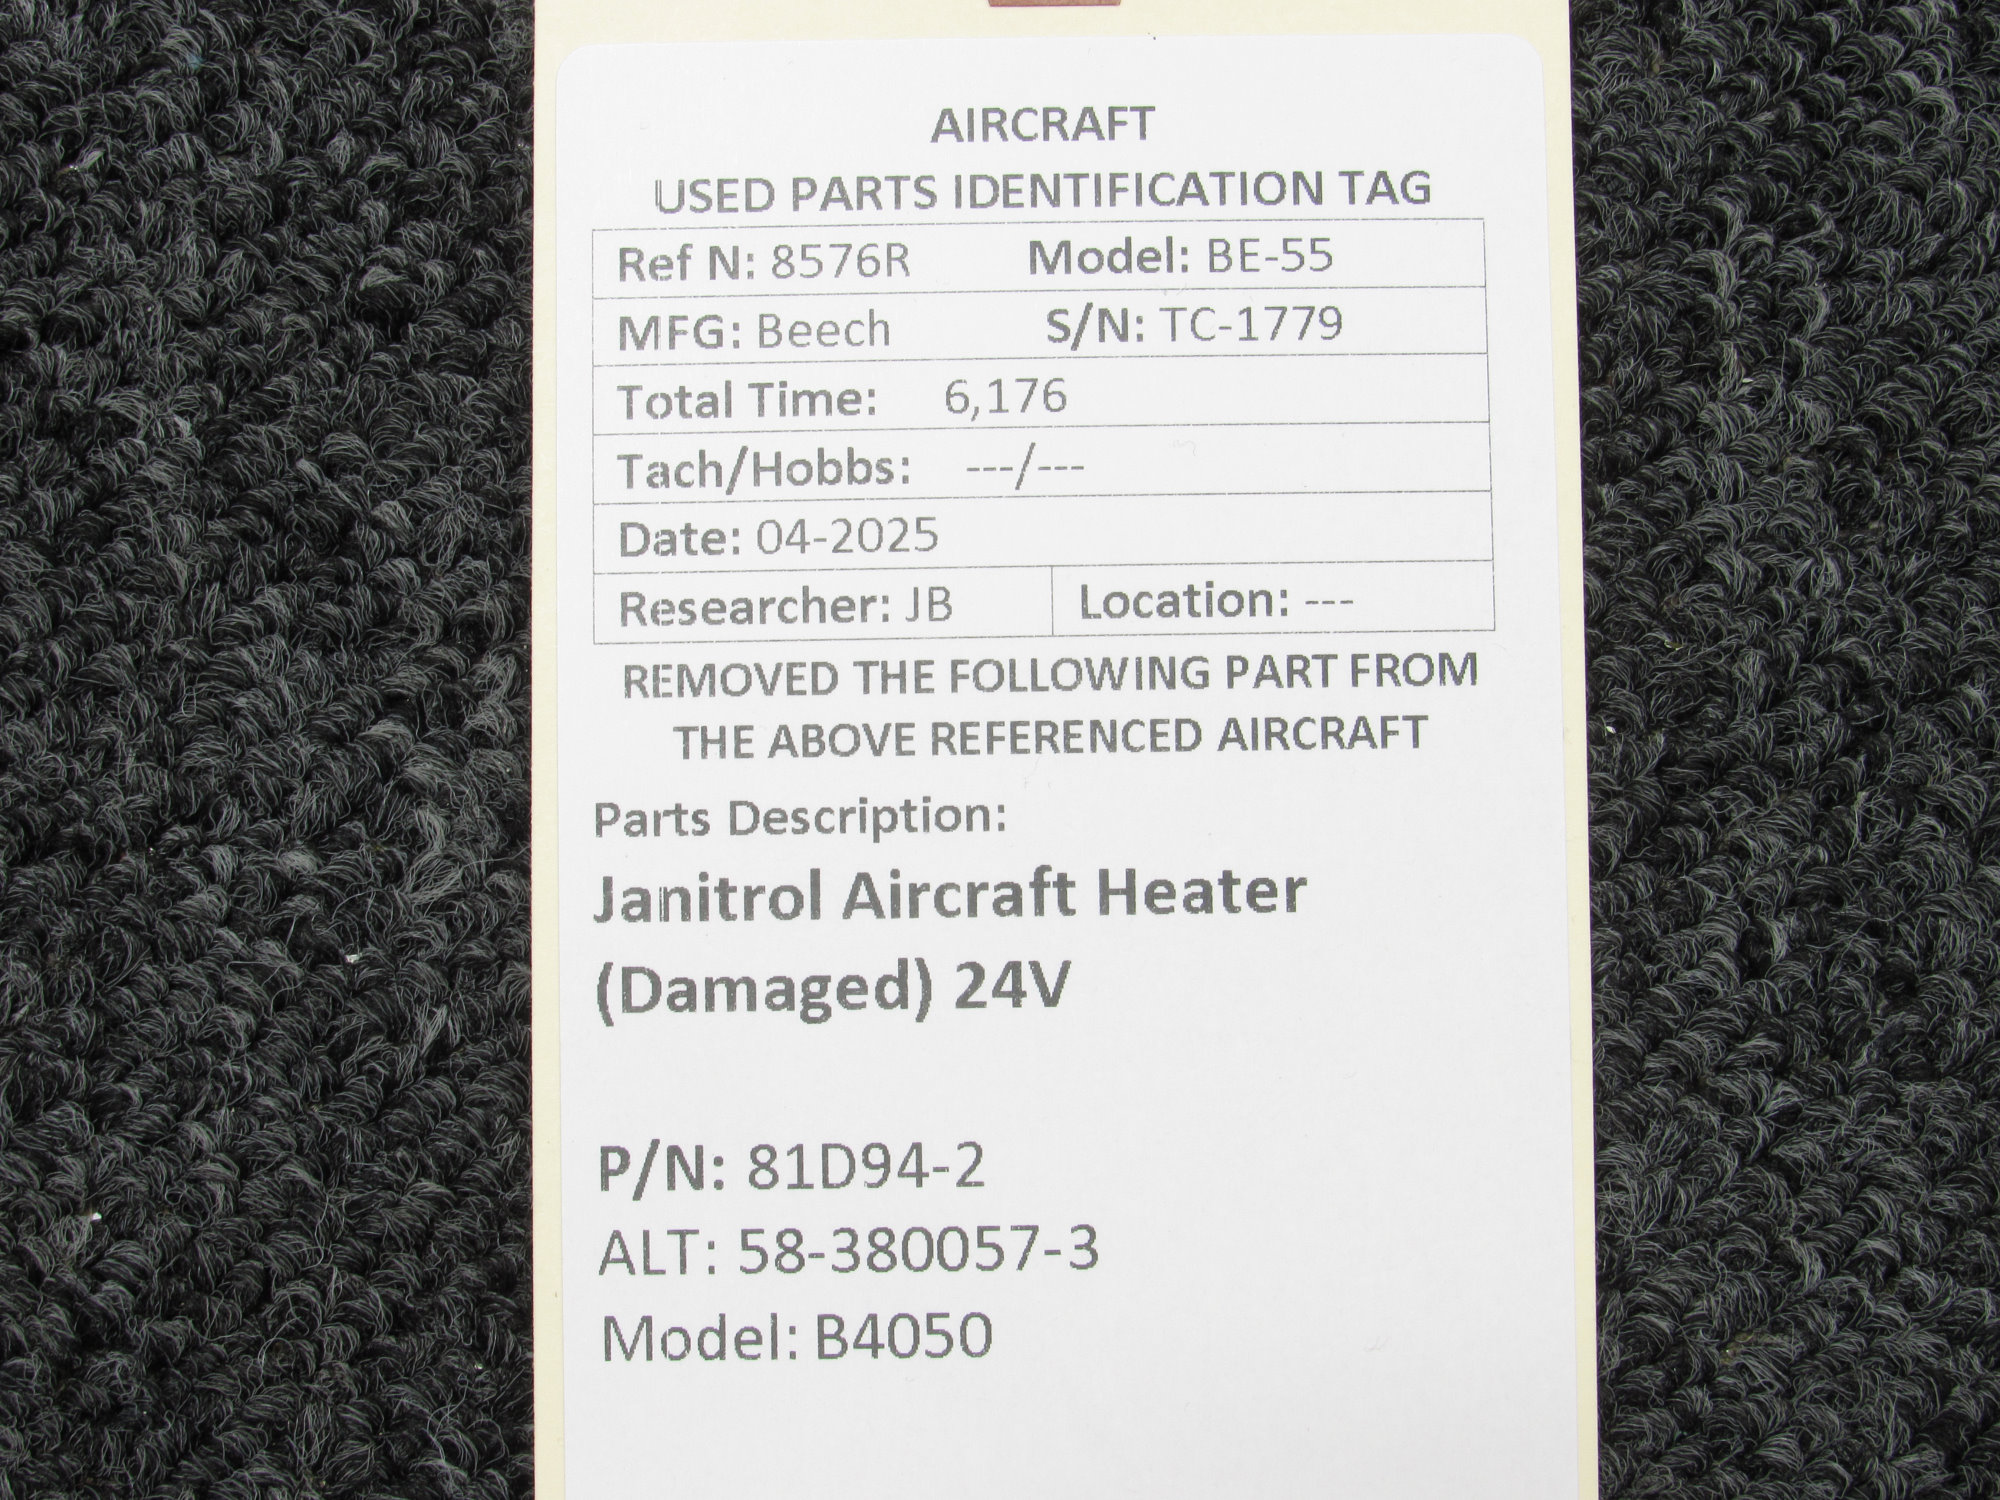 AIRCRAFT
USED PARTS IDENTIFICATION TAG
Ref N: 8576R Model: BE-55
MFG: Beech S/N: TC-1779
Total Time: 6,176
Tach/Hobbs: ---/---
Date: 04-2025
Researcher: JB Location: ---
REMOVED THE FOLLOWING PART FROM
THE ABOVE REFERENCED AIRCRAFT
Parts Description:
Janitrol Aircraft Heater
(Damaged) 24V
P/N: 81D94-2
ALT: 58-380057-3
Model: B4050